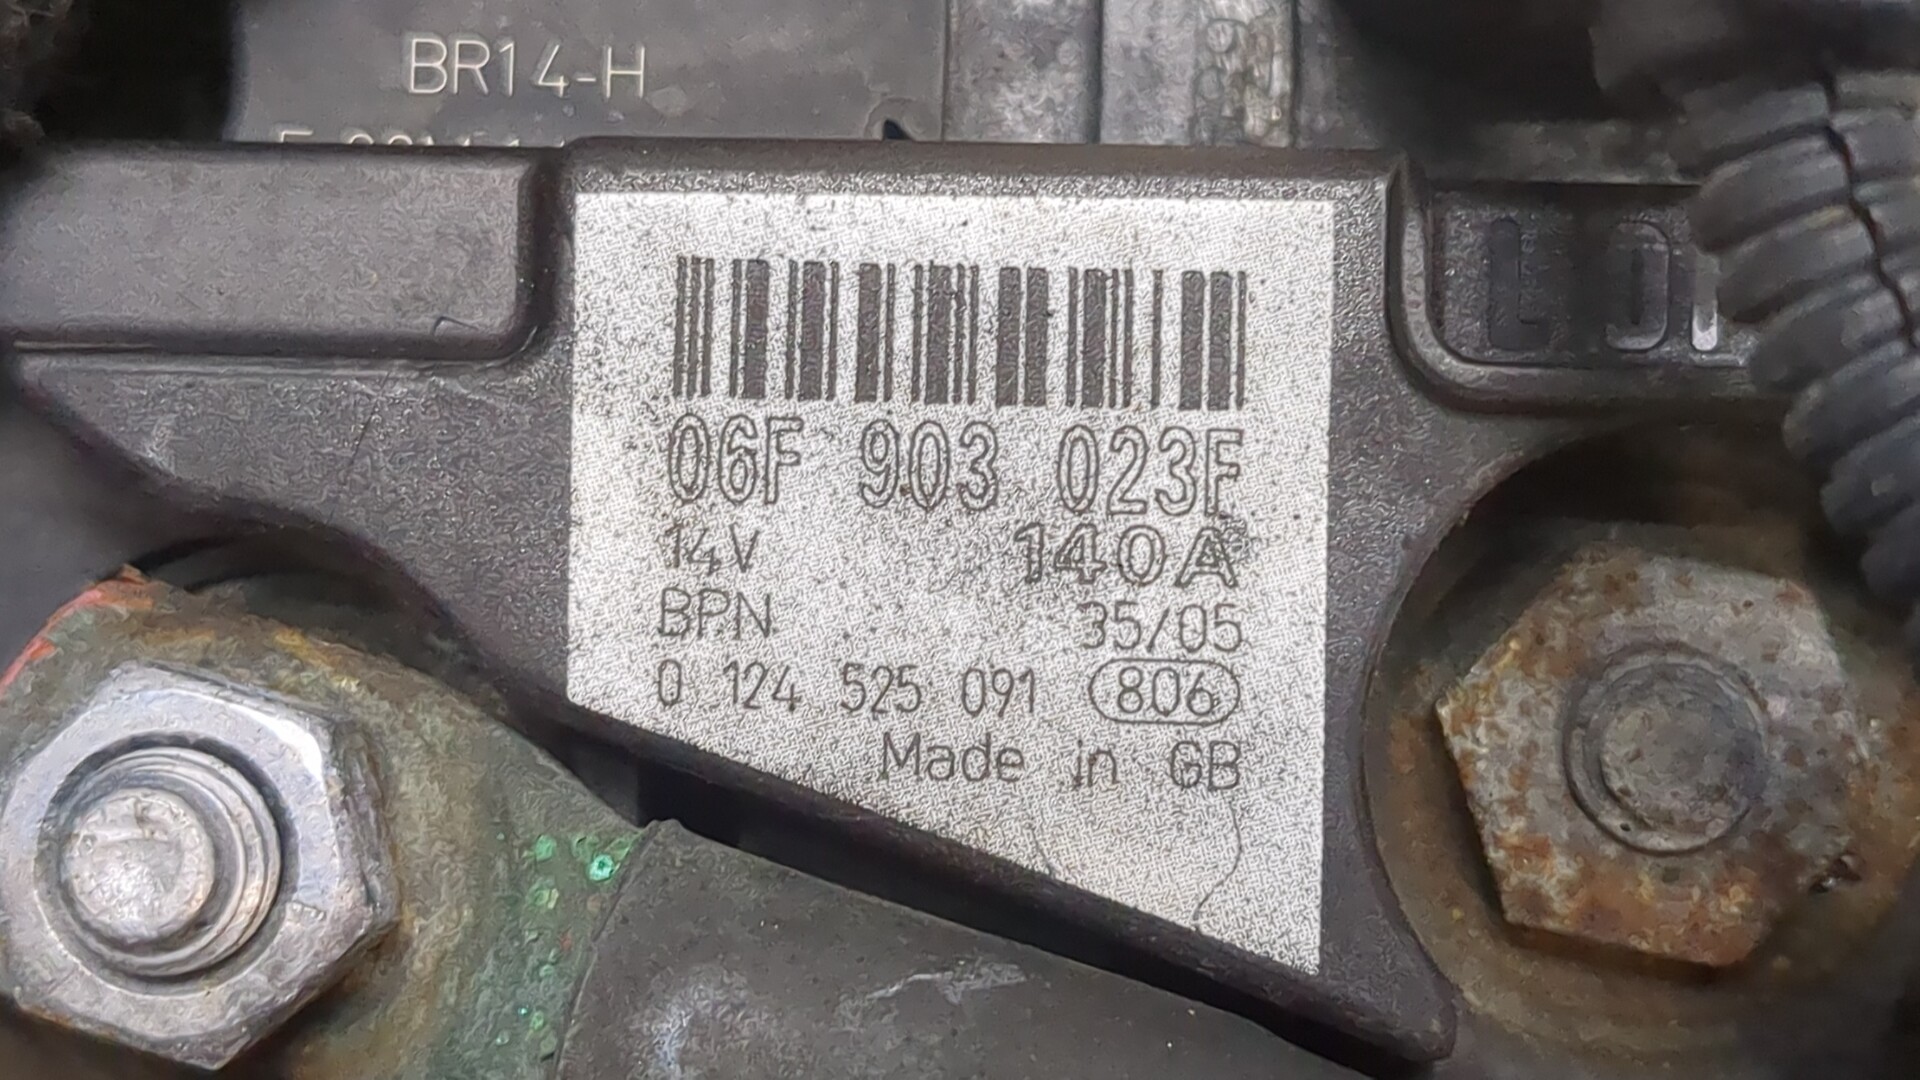 BR14-H
06F 903 023F
14V 140A
BPN 35/05
0 124 525 091 806
Made in GB